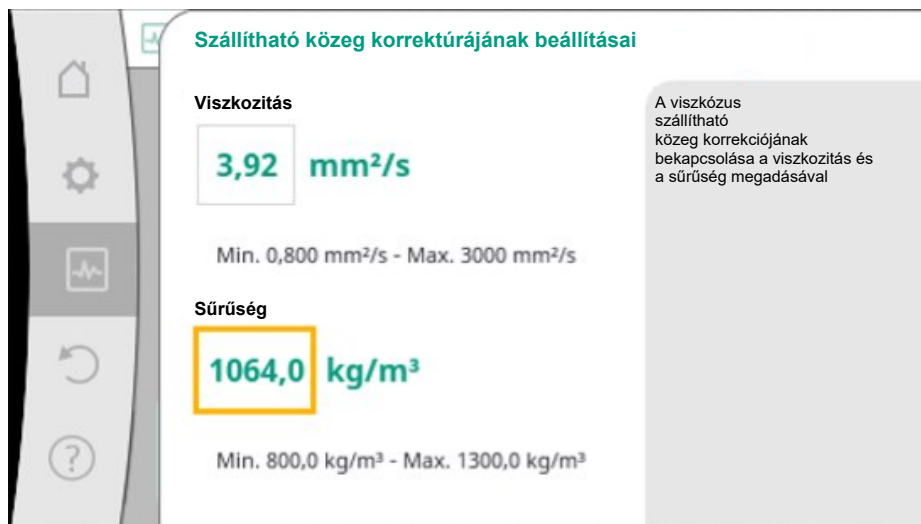 Szállítható közeg korrektúrájának beállításai
Viszkozitás
3,92 mm²/s
Min. 0,800 mm²/s - Max. 3000 mm²/s
Sűrűség
1064,0 kg/m³
Min. 800,0 kg/m³ - Max. 1300,0 kg/m³
A viszkózus
szállítható
közeg korrekciójának
bekapcsolása a viszkozitás és
a sűrűség megadásával
?